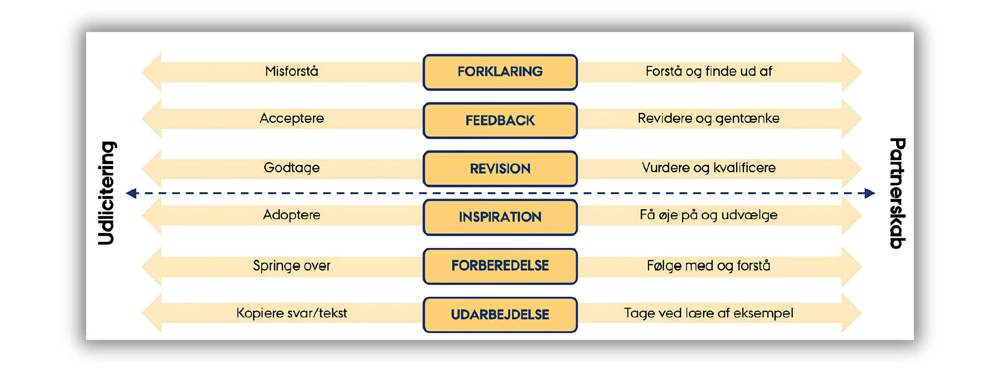 Udlicitering
Misforstå
FORKLARING
Forstå og finde ud af
Acceptere
FEEDBACK
Revidere og gentænke
Godtage
REVISION
Vurdere og kvalificere
Adoptere
INSPIRATION
Få øje på og udvælge
Springe over
FORBEREDELSE
Følge med og forstå
Kopiere svar/tekst
UDARBEJDELSE
Tage ved lære af eksempel
Partnerskab